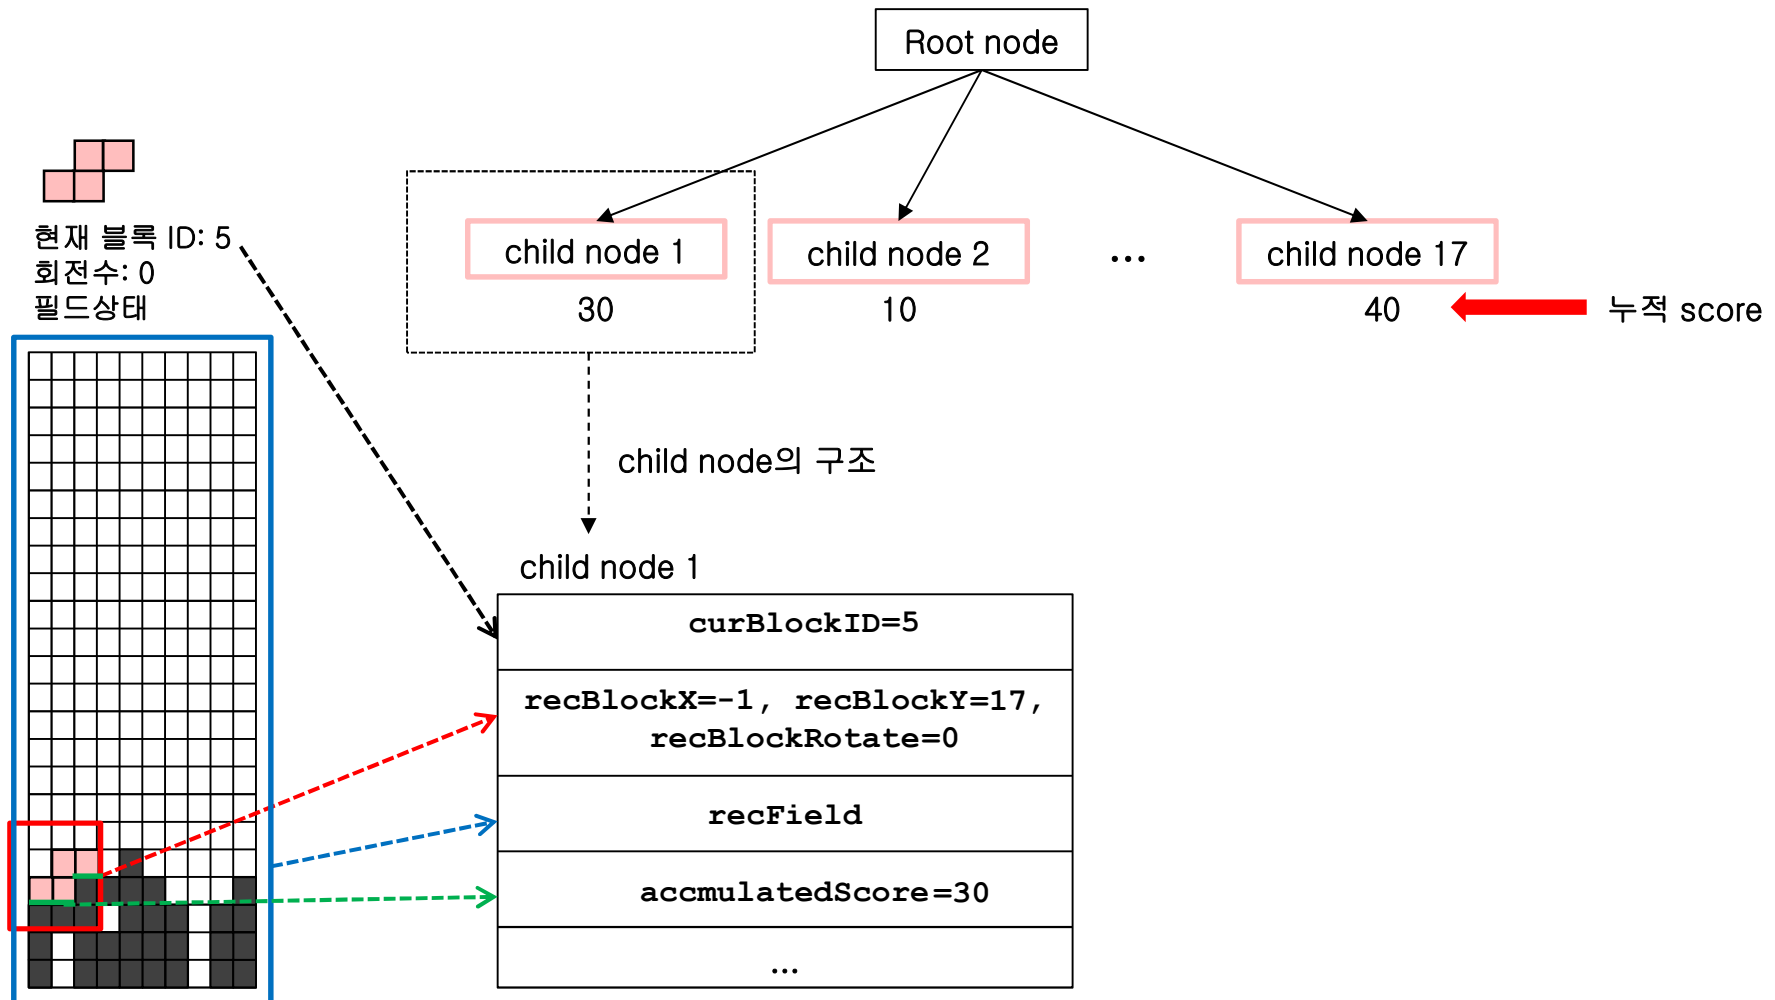 Root node
현재 블록 ID: 5
회전수: 0
필드상태
child node 1
child node 2
...
child node 17
30
10
40
누적 score
child node의 구조
child node 1
curBlockID=5
recBlockX=-1, recBlockY=17,
recBlockRotate=0
recField
accmulatedScore=30
...